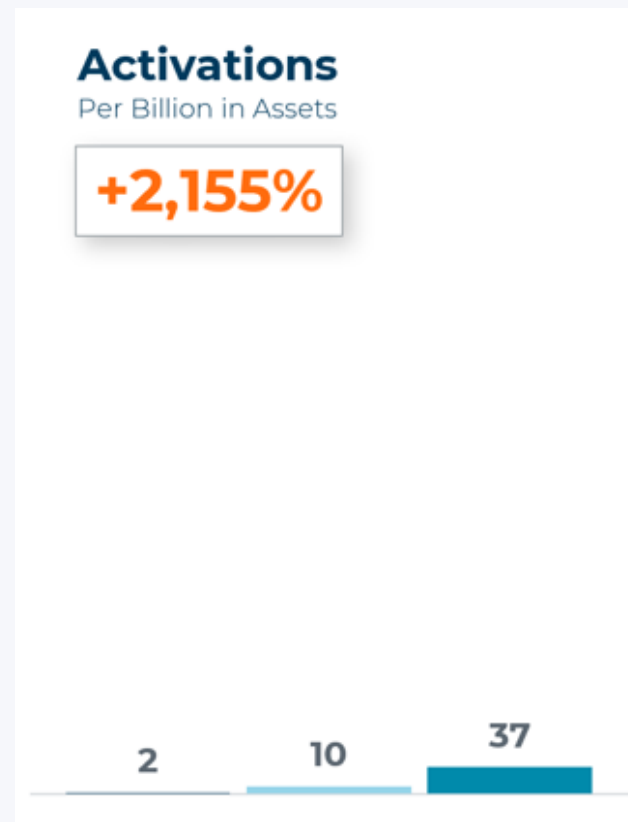 Activations
Per Billion in Assets
+2,155%
2
10
37